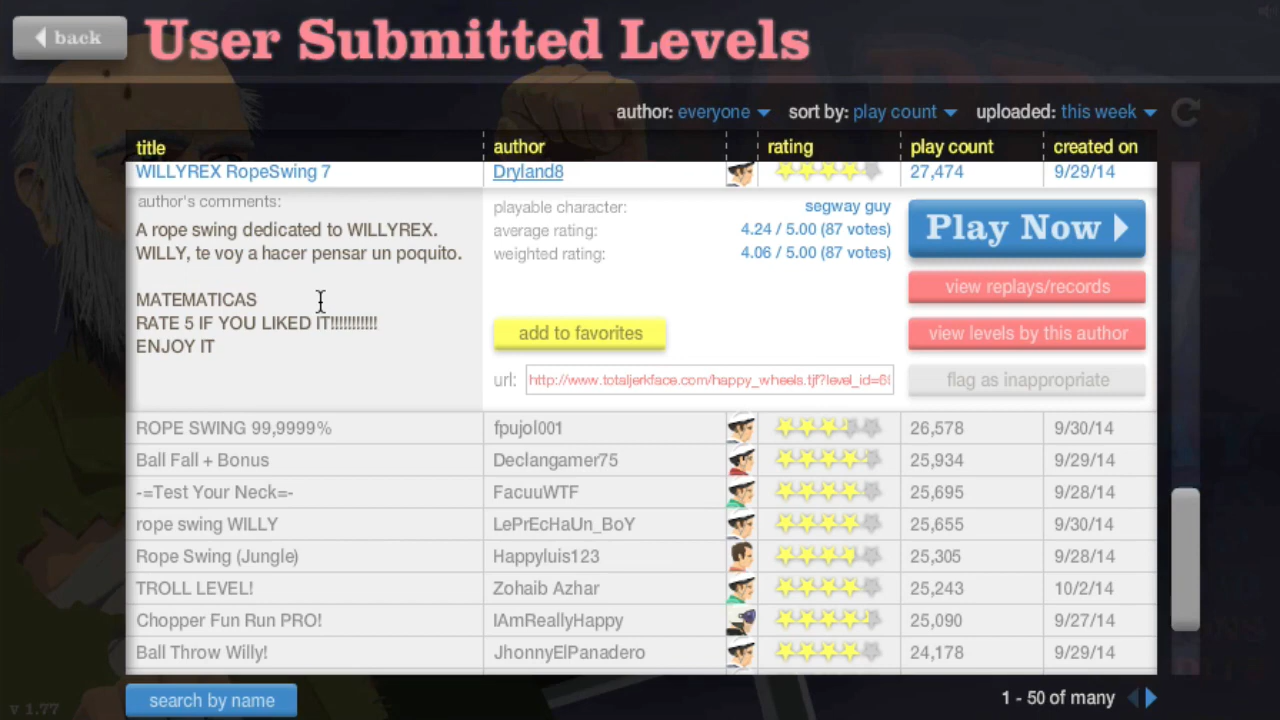 back
User Submitted Levels
author: everyone sort by: play count uploaded: this week
title author rating play count created on
WILLYREX RopeSwing 7 Dryland8 27,474 9/29/14
author's comments:
A rope swing dedicated to WILLYREX.
WILLY, te voy a hacer pensar un poquito.
MATEMATICAS
RATE 5 IF YOU LIKED IT!!!!!!!!!!!
ENJOY IT
playable character: segway guy
average rating: 4.24 / 5.00 (87 votes)
weighted rating: 4.06 / 5.00 (87 votes)
add to favorites
url: http://www.totaljerkface.com/happy_wheels.tjf?level_id=6
Play Now
view replays/records
view levels by this author
flag as inappropriate
ROPE SWING 99,9999% fpujol001 26,578 9/30/14
Ball Fall + Bonus Declangamer75 25,934 9/29/14
-=Test Your Neck=- FacuuWTF 25,695 9/28/14
rope swing WILLY LePrEcHaUn_BoY 25,655 9/30/14
Rope Swing (Jungle) Happyluis123 25,305 9/28/14
TROLL LEVEL! Zohaib Azhar 25,243 10/2/14
Chopper Fun Run PRO! IAmReallyHappy 25,090 9/27/14
Ball Throw Willy! JhonnyElPanadero 24,178 9/29/14
search by name
1 - 50 of many
v 1.77